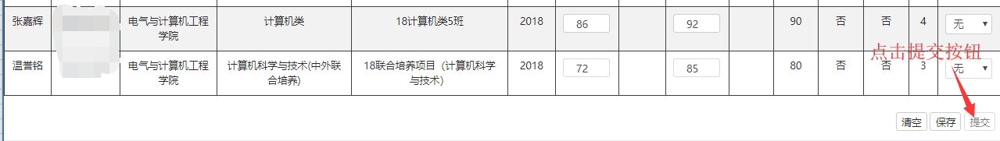 张嘉辉 电气与计算机工程学院 计算机类 18计算机类5班 2018 86 92 90 否 否 4 无
点击提交按钮
温誉铭 电气与计算机工程学院 计算机科学与技术(中外联合培养) 18联合培养项目（计算机科学与技术） 2018 72 85 80 否 否 3 无
清空 保存 提交